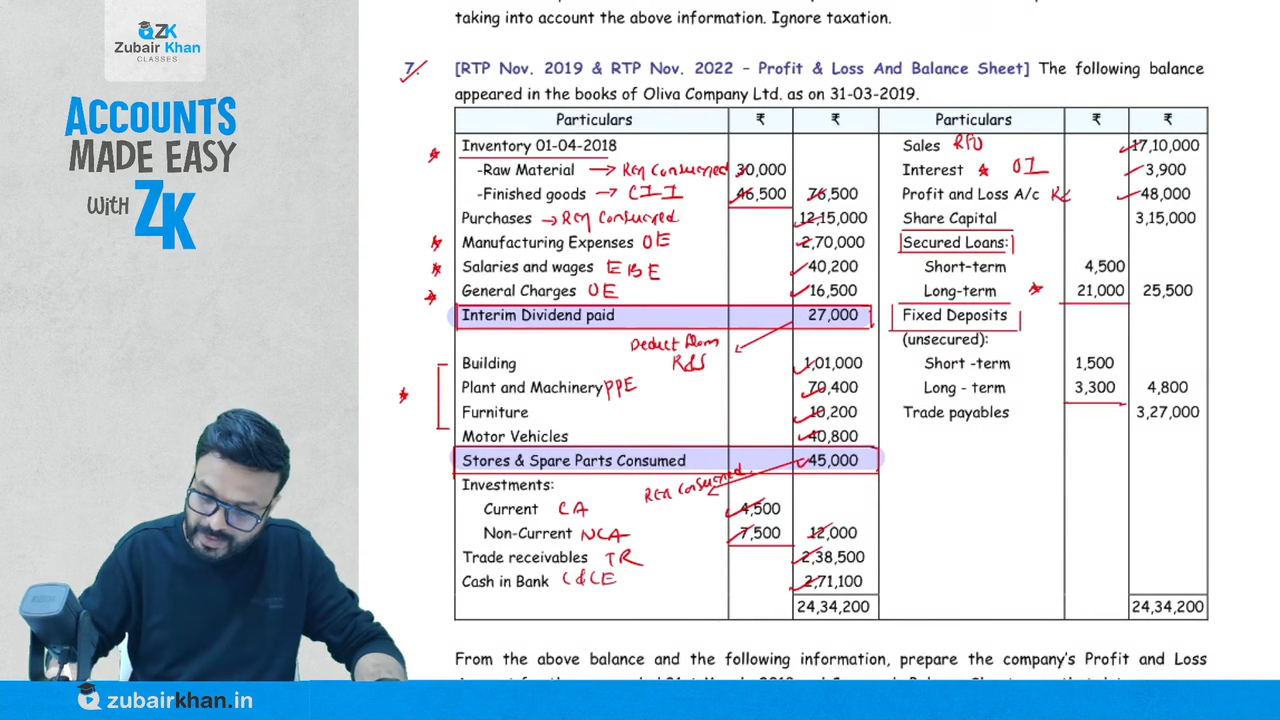 ZK
Zubair Khan
CLASSES
ACCOUNTS
MADE EASY
WITH ZK
taking into account the above information. Ignore taxation.
7. [RTP Nov. 2019 & RTP Nov. 2022 – Profit & Loss And Balance Sheet] The following balance
appeared in the books of Oliva Company Ltd. as on 31-03-2019.
Particulars ₹ ₹ Particulars ₹ ₹
Inventory 01-04-2018 Sales RFO 17,10,000
-Raw Material → RM Consumed 30,000 Interest OI 3,900
-Finished goods → CII 46,500 76,500 Profit and Loss A/c 48,000
Purchases → RM Consumed 12,15,000 Share Capital 3,15,000
Manufacturing Expenses OE 2,70,000 Secured Loans:
Salaries and wages EBE 40,200 Short-term 4,500
General Charges OE 16,500 Long-term 21,000 25,500
Interim Dividend paid 27,000 Fixed Deposits
Deduct from (unsecured):
R&S
Building 1,01,000 Short -term 1,500
Plant and Machinery PPE 70,400 Long - term 3,300 4,800
Furniture 10,200 Trade payables 3,27,000
Motor Vehicles 40,800
Stores & Spare Parts Consumed 45,000
Investments: RM Consumed
Current CA 4,500
Non-Current NCA 7,500 12,000
Trade receivables TR 2,38,500
Cash in Bank C&CE 2,71,100
24,34,200 24,34,200
From the above balance and the following information, prepare the company's Profit and Loss
zubairkhan.in